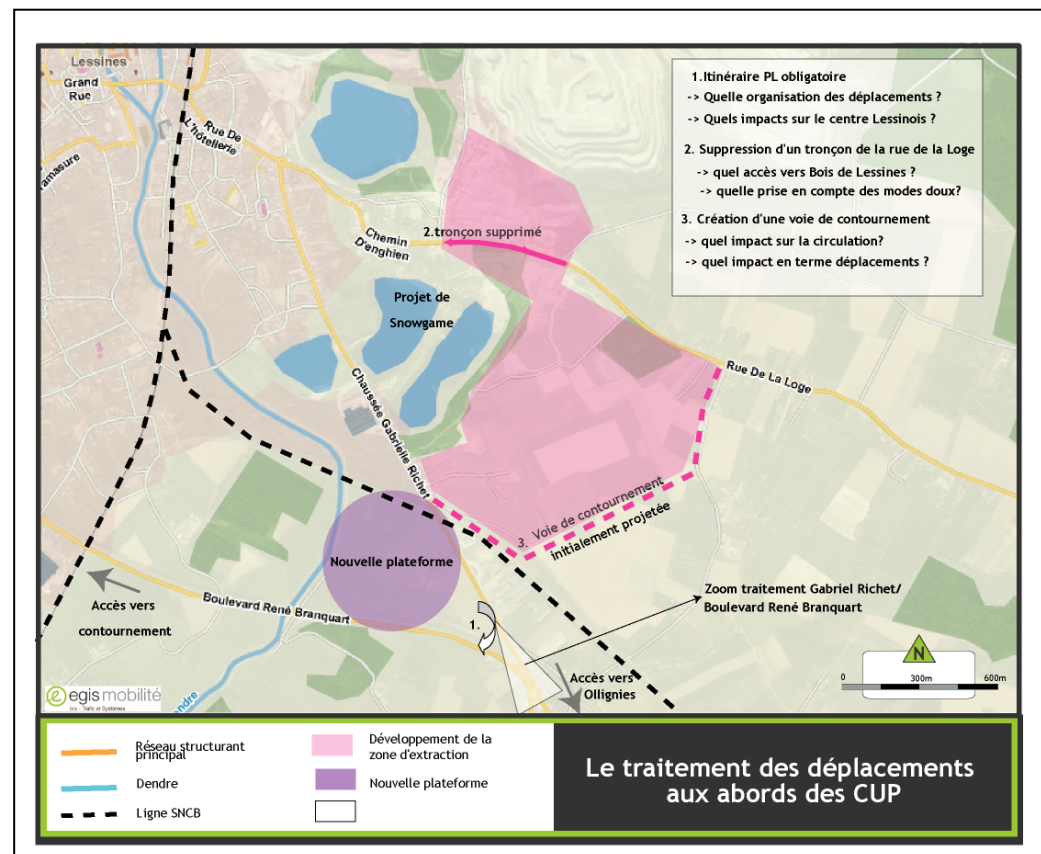 Lessines
Grand
Rue
Rue De
L'hôtellerie
1.Itinéraire PL obligatoire
-> Quelle organisation des déplacements ?
-> Quels impacts sur le centre Lessinois ?
2. Suppression d'un tronçon de la rue de la Loge
-> quel accès vers Bois de Lessines ?
-> quelle prise en compte des modes doux?
3. Création d'une voie de contournement
-> quel impact sur la circulation?
-> quel impact en terme déplacements ?
ramasure
2.tronçon supprimé
Chemin
D'enghien
Projet de
Snowgame
Rue De La Loge
Chaussée Gabrielle Richet
3. Voie de contournement
initialement projetée
Nouvelle plateforme
Accès vers
contournement
Boulevard René Branquart
1.
Zoom traitement Gabriel Richet/
Boulevard René Branquart
Accès vers
Ollignies
N
0 300m 600m
egis mobilité
endre
Réseau structurant
principal
Dendre
Ligne SNCB
Développement de la
zone d'extraction
Nouvelle plateforme
Le traitement des déplacements
aux abords des CUP